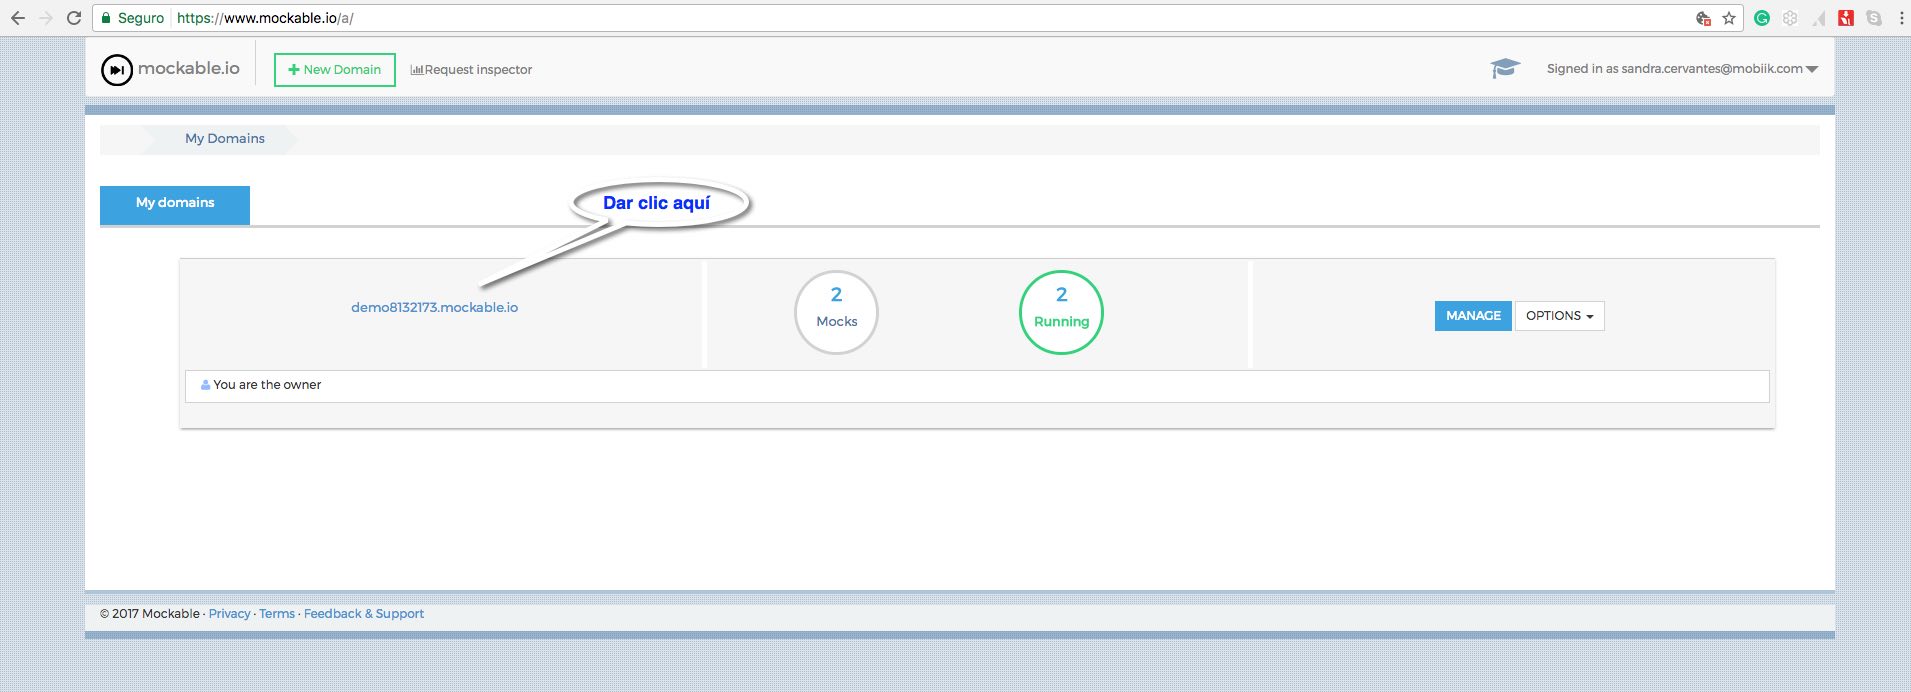 Seguro https://www.mockable.io/a/
mockable.io New Domain Request inspector Signed in as sandra.cervantes@mobiik.com
My Domains
My domains
Dar clic aquí
demo8132173.mockable.io
2
Mocks
2
Running
MANAGE OPTIONS
You are the owner
© 2017 Mockable · Privacy · Terms · Feedback & Support